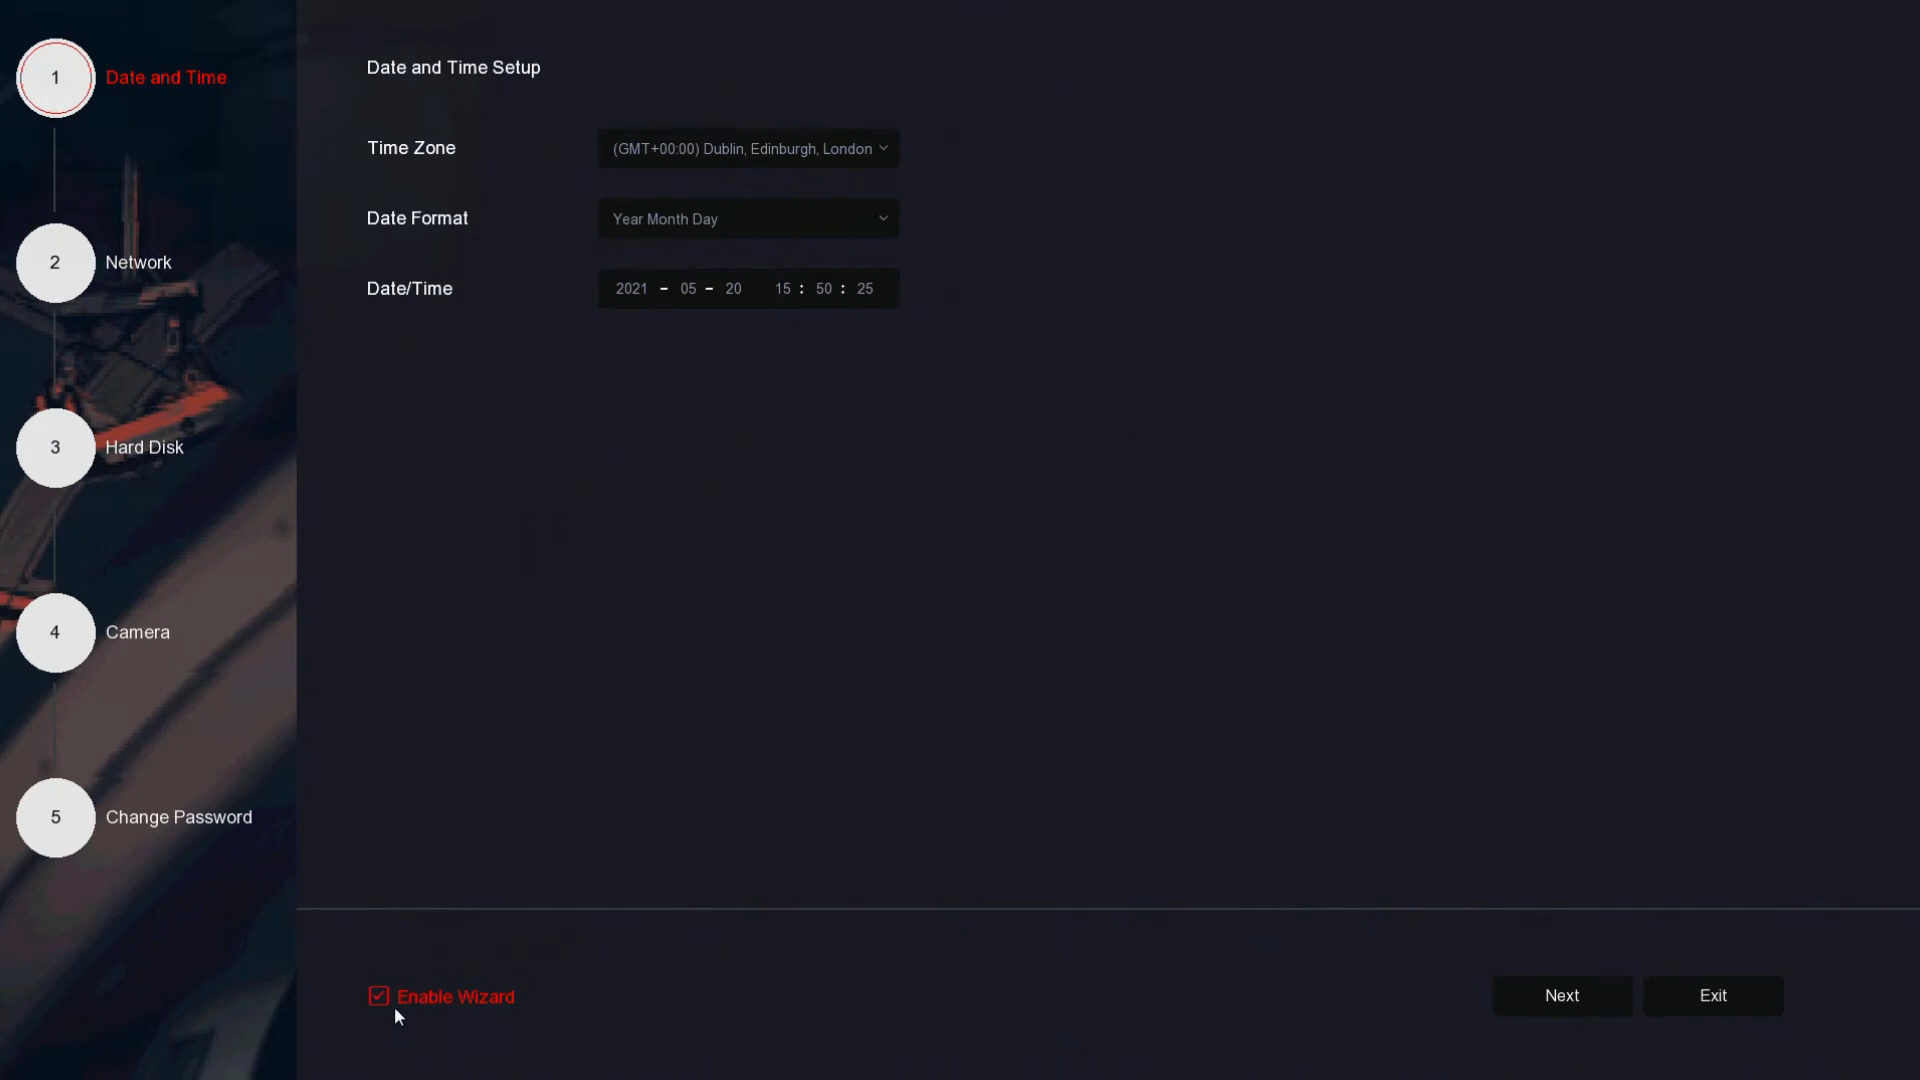 1 Date and Time
2 Network
3 Hard Disk
4 Camera
5 Change Password
Date and Time Setup
Time Zone (GMT+00:00) Dublin, Edinburgh, London
Date Format Year Month Day
Date/Time 2021 - 05 - 20 15 : 50 : 25
Enable Wizard
Next Exit